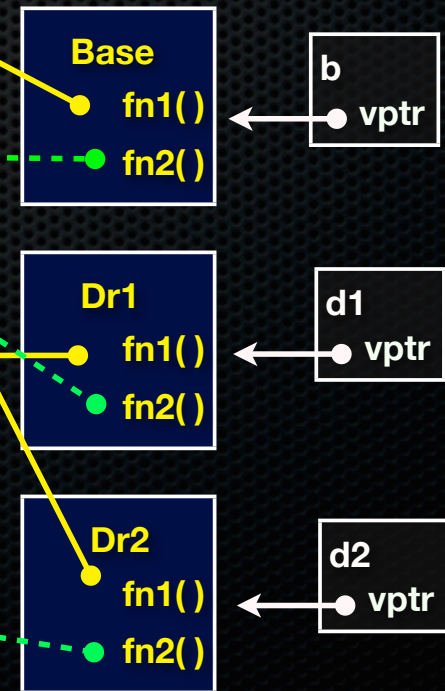 Base
fn1( )
fn2( )
b
vptr
Dr1
fn1( )
fn2( )
d1
vptr
Dr2
fn1( )
fn2( )
d2
vptr